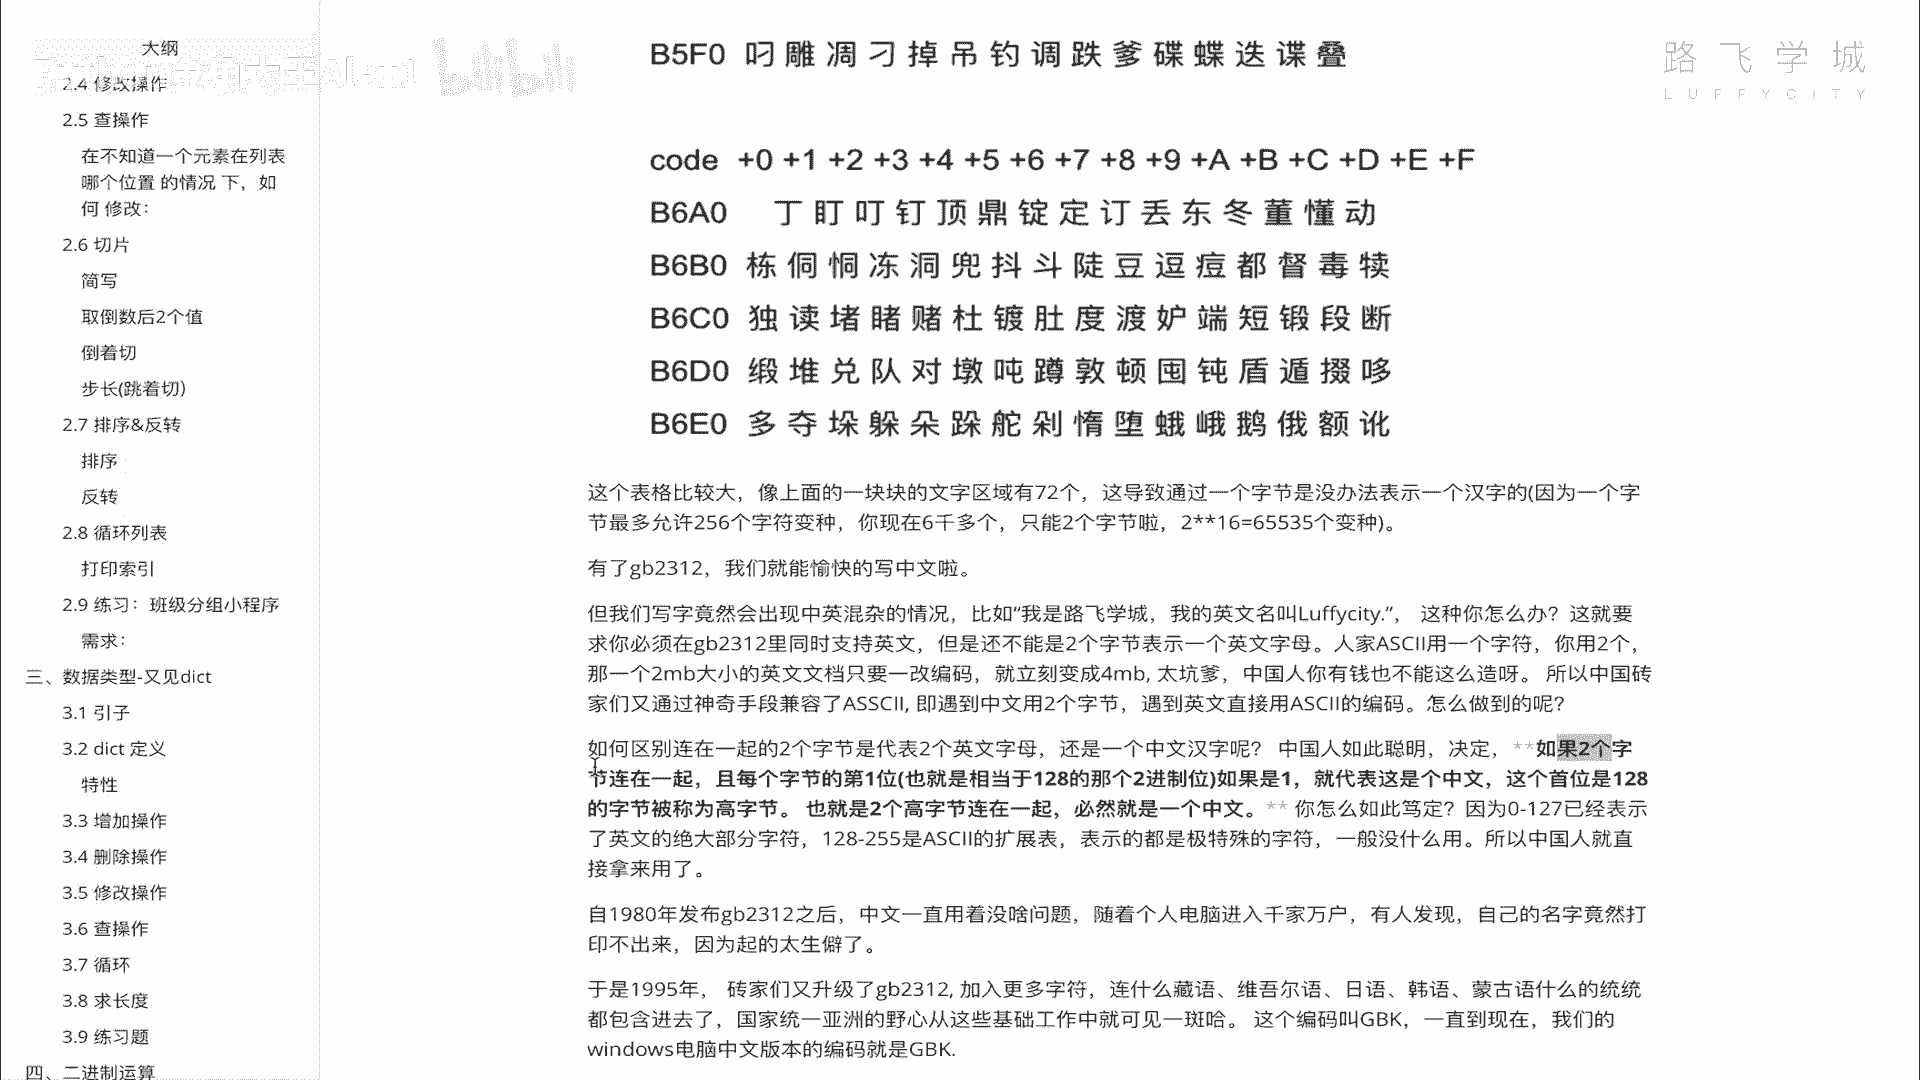 大纲
2.4 修改操作
2.5 查操作
在不知道一个元素在列表
哪个位置 的情况 下，如
何 修改：
2.6 切片
简写
取倒数后2个值
倒着切
步长(跳着切)
2.7 排序&反转
排序
反转
2.8 循环列表
打印索引
2.9 练习：班级分组小程序
需求：
三、数据类型-又见dict
3.1 引子
3.2 dict 定义
特性
3.3 增加操作
3.4 删除操作
3.5 修改操作
3.6 查操作
3.7 循环
3.8 求长度
3.9 练习题
四、二进制运算
bilibili
路飞学城
LUFFYCITY
B5F0 叼 雕 凋 刁 掉 吊 钓 调 跌 爹 碟 蝶 迭 谍 叠
code +0 +1 +2 +3 +4 +5 +6 +7 +8 +9 +A +B +C +D +E +F
B6A0 丁 盯 叮 钉 顶 鼎 锭 定 订 丢 东 冬 董 懂 动
B6B0 栋 侗 恫 冻 洞 兜 抖 斗 陡 豆 逗 痘 都 督 毒 犊
B6C0 独 读 堵 睹 赌 杜 镀 肚 度 渡 妒 端 短 锻 段 断
B6D0 缎 堆 兑 队 对 墩 吨 蹲 敦 顿 囤 钝 盾 遁 掇 哆
B6E0 多 夺 垛 躲 朵 跺 舵 剁 惰 堕 蛾 峨 鹅 俄 额 讹
这个表格比较大，像上面的一块块的文字区域有72个，这导致通过一个字节是没办法表示一个汉字的(因为一个字
节最多允许256个字符变种，你现在6千多个，只能2个字节啦，2**16=65535个变种)。
有了gb2312，我们就能愉快的写中文啦。
但我们写字竟然会出现中英混杂的情况，比如“我是路飞学城，我的英文名叫Luffycity.”， 这种你怎么办？这就要
求你必须在gb2312里同时支持英文，但是还不能是2个字节表示一个英文字母。人家ASCII用一个字符，你用2个，
那一个2mb大小的英文文档只要一改编码，就立刻变成4mb, 太坑爹，中国人你有钱也不能这么造呀。 所以中国砖
家们又通过神奇手段兼容了ASSCII, 即遇到中文用2个字节，遇到英文直接用ASCII的编码。怎么做到的呢？
如何区别连在一起的2个字节是代表2个英文字母，还是一个中文汉字呢？ 中国人如此聪明，决定， **如果2个字
节连在一起，且每个字节的第1位(也就是相当于128的那个2进制位)如果是1，就代表这是个中文，这个首位是128
的字节被称为高字节。 也就是2个高字节连在一起，必然就是一个中文。** 你怎么如此笃定？因为0-127已经表示
了英文的绝大部分字符，128-255是ASCII的扩展表，表示的都是极特殊的字符，一般没什么用。所以中国人就直
接拿来用了。
自1980年发布gb2312之后，中文一直用着没啥问题，随着个人电脑进入千家万户，有人发现，自己的名字竟然打
印不出来，因为起的太生僻了。
于是1995年， 砖家们又升级了gb2312, 加入更多字符，连什么藏语、维吾尔语、日语、韩语、蒙古语什么的统统
都包含进去了，国家统一亚洲的野心从这些基础工作中就可见一斑哈。 这个编码叫GBK，一直到现在，我们的
windows电脑中文版本的编码就是GBK.